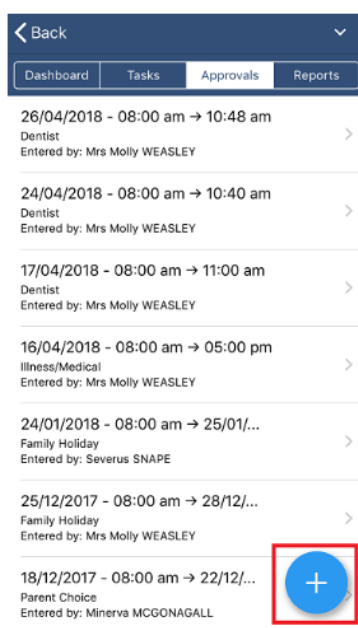 Back
Dashboard Tasks Approvals Reports
26/04/2018 - 08:00 am → 10:48 am
Dentist
Entered by: Mrs Molly WEASLEY
24/04/2018 - 08:00 am → 10:40 am
Dentist
Entered by: Mrs Molly WEASLEY
17/04/2018 - 08:00 am → 11:00 am
Dentist
Entered by: Mrs Molly WEASLEY
16/04/2018 - 08:00 am → 05:00 pm
Illness/Medical
Entered by: Mrs Molly WEASLEY
24/01/2018 - 08:00 am → 25/01/...
Family Holiday
Entered by: Severus SNAPE
25/12/2017 - 08:00 am → 28/12/...
Family Holiday
Entered by: Mrs Molly WEASLEY
18/12/2017 - 08:00 am → 22/12/...
Parent Choice
Entered by: Minerva MCGONAGALL